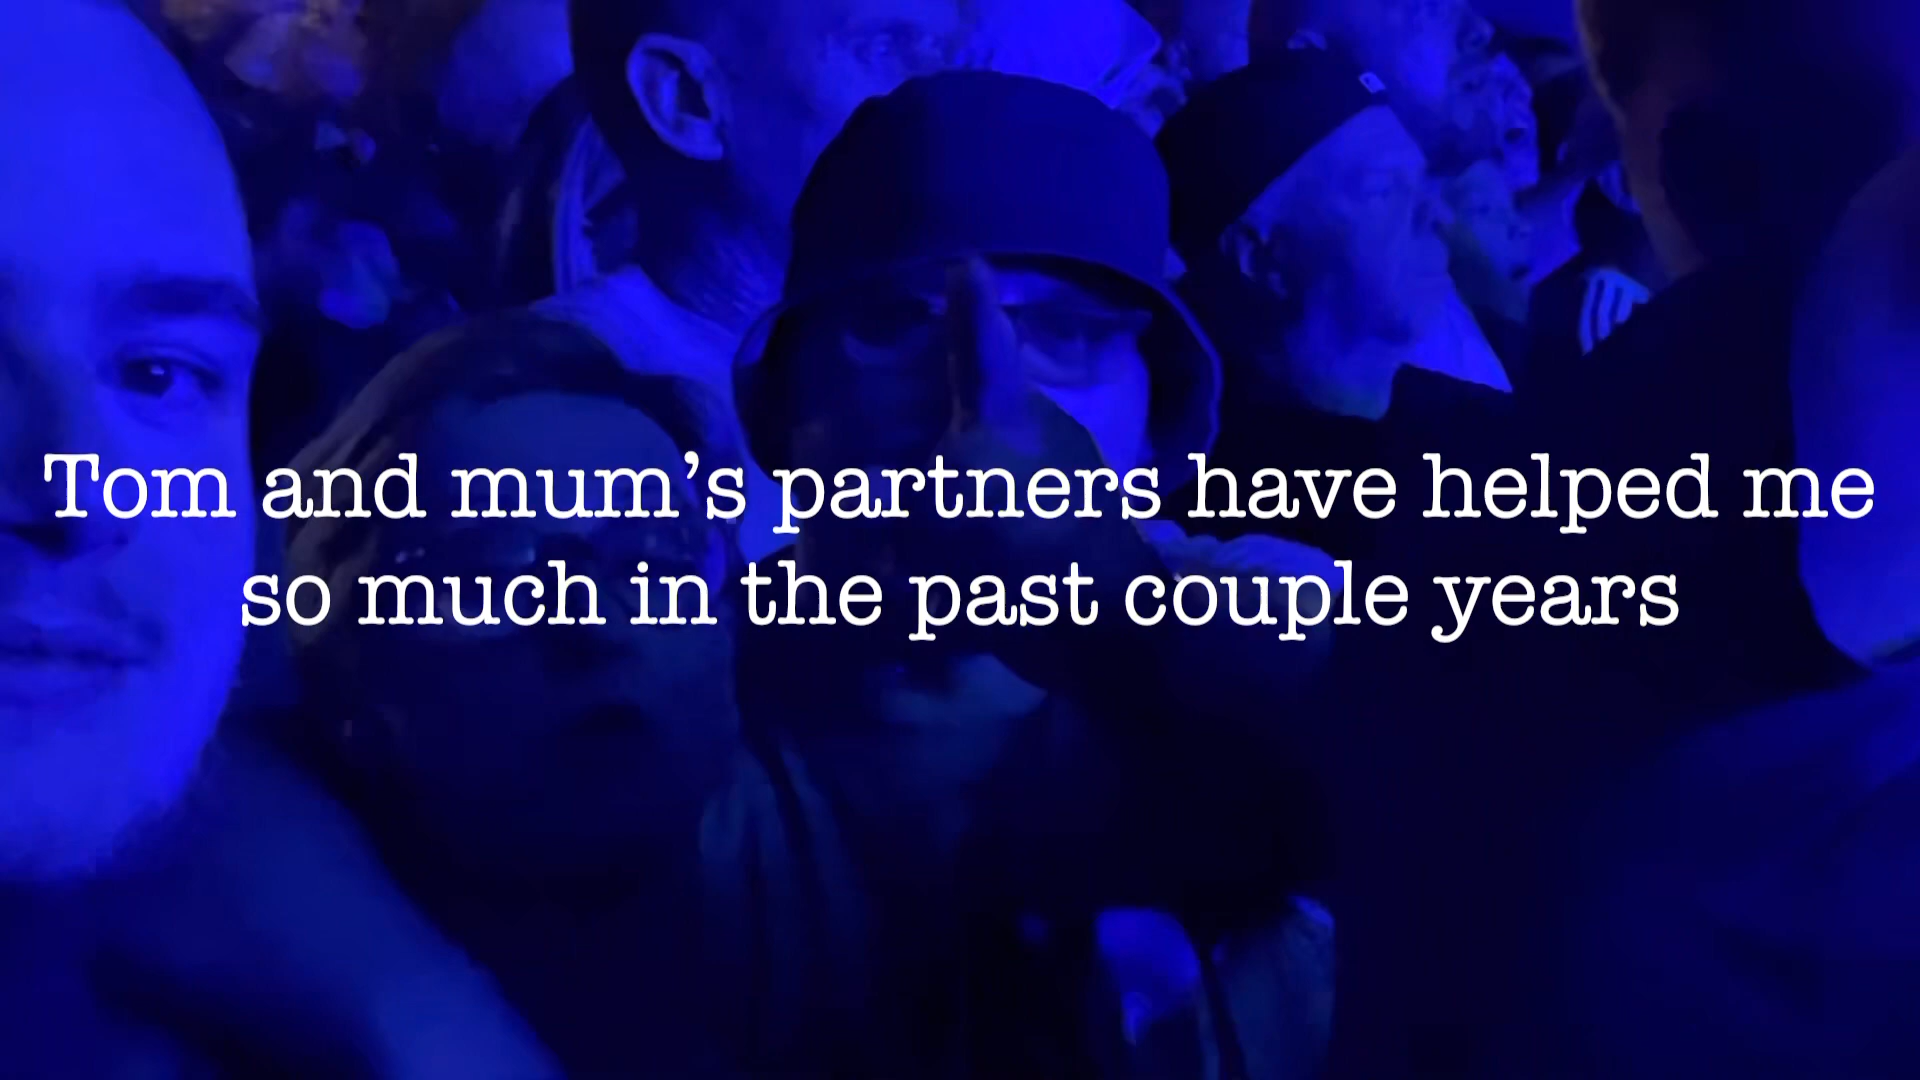 Tom and mum’s partners have helped me
so much in the past couple years